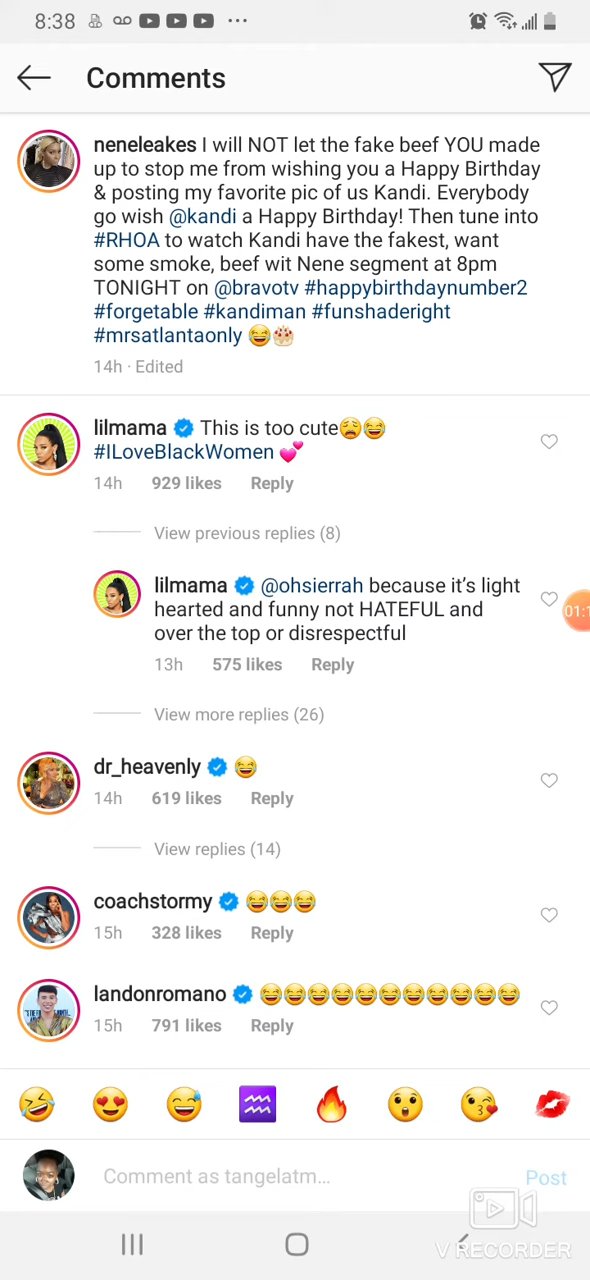 8:38
Comments
neneleakes I will NOT let the fake beef YOU made
up to stop me from wishing you a Happy Birthday
& posting my favorite pic of us Kandi. Everybody
go wish @kandi a Happy Birthday! Then tune into
#RHOA to watch Kandi have the fakest, want
some smoke, beef wit Nene segment at 8pm
TONIGHT on @bravotv #happybirthdaynumber2
#forgetable #kandiman #funshaderight
#mrsatlantaonly 😂🎂
14h · Edited
lilmama This is too cute😩😂
#ILoveBlackWomen 💕
14h 929 likes Reply
View previous replies (8)
lilmama @ohsierrah because it's light
hearted and funny not HATEFUL and
over the top or disrespectful
01:1
13h 575 likes Reply
View more replies (26)
dr_heavenly 😂
14h 619 likes Reply
View replies (14)
coachstormy 😂😂😂
15h 328 likes Reply
landonromano 😂😂😂😂😂😂😂😂😂😂😂
15h 791 likes Reply
🤣 😍 😅 ♒ 🔥 😯 😘 💋
Comment as tangelatm...
Post
V RECORDER